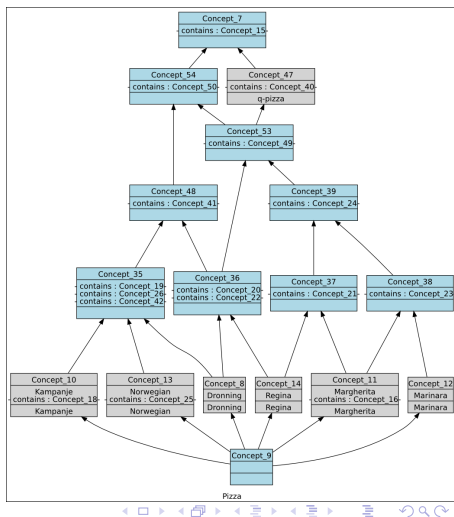 Concept_7
contains : Concept_15
Concept_54
contains : Concept_50
Concept_47
contains : Concept_40
q-pizza
Concept_53
contains : Concept_49
Concept_48
contains : Concept_41
Concept_39
contains : Concept_24
Concept_35
contains : Concept_19
contains : Concept_26
contains : Concept_42
Concept_36
contains : Concept_20
contains : Concept_22
Concept_37
contains : Concept_21
Concept_38
contains : Concept_23
Concept_10
Kampanje
contains : Concept_18
Kampanje
Concept_13
Norwegian
contains : Concept_25
Norwegian
Concept_8
Dronning
Dronning
Concept_14
Regina
Regina
Concept_11
Margherita
contains : Concept_16
Margherita
Concept_12
Marinara
Marinara
Concept_9
Pizza